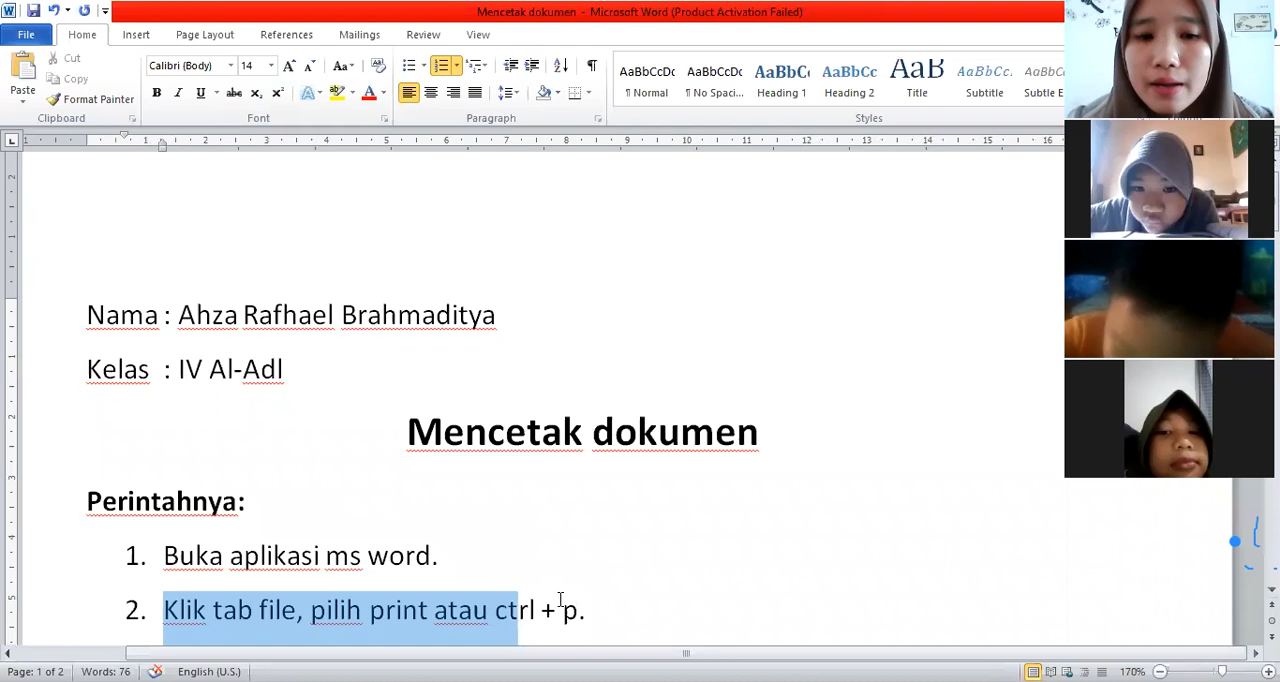 Mencetak dokumen - Microsoft Word (Product Activation Failed)
File Home Insert Page Layout References Mailings Review View
Cut
Copy
Format Painter
Paste
Calibri (Body) 14
Clipboard Font Paragraph Styles
AaBbCcDc AaBbCcDc AaBbC AaBbCc AaB AaBbCc. AaBbCcD
¶ Normal ¶ No Spaci... Heading 1 Heading 2 Title Subtitle Subtle E
Nama : Ahza Rafhael Brahmaditya
Kelas : IV Al-Adl
Mencetak dokumen
Perintahnya:
1. Buka aplikasi ms word.
2. Klik tab file, pilih print atau ctrl + p.
Page: 1 of 2 Words: 76 English (U.S.) 170%